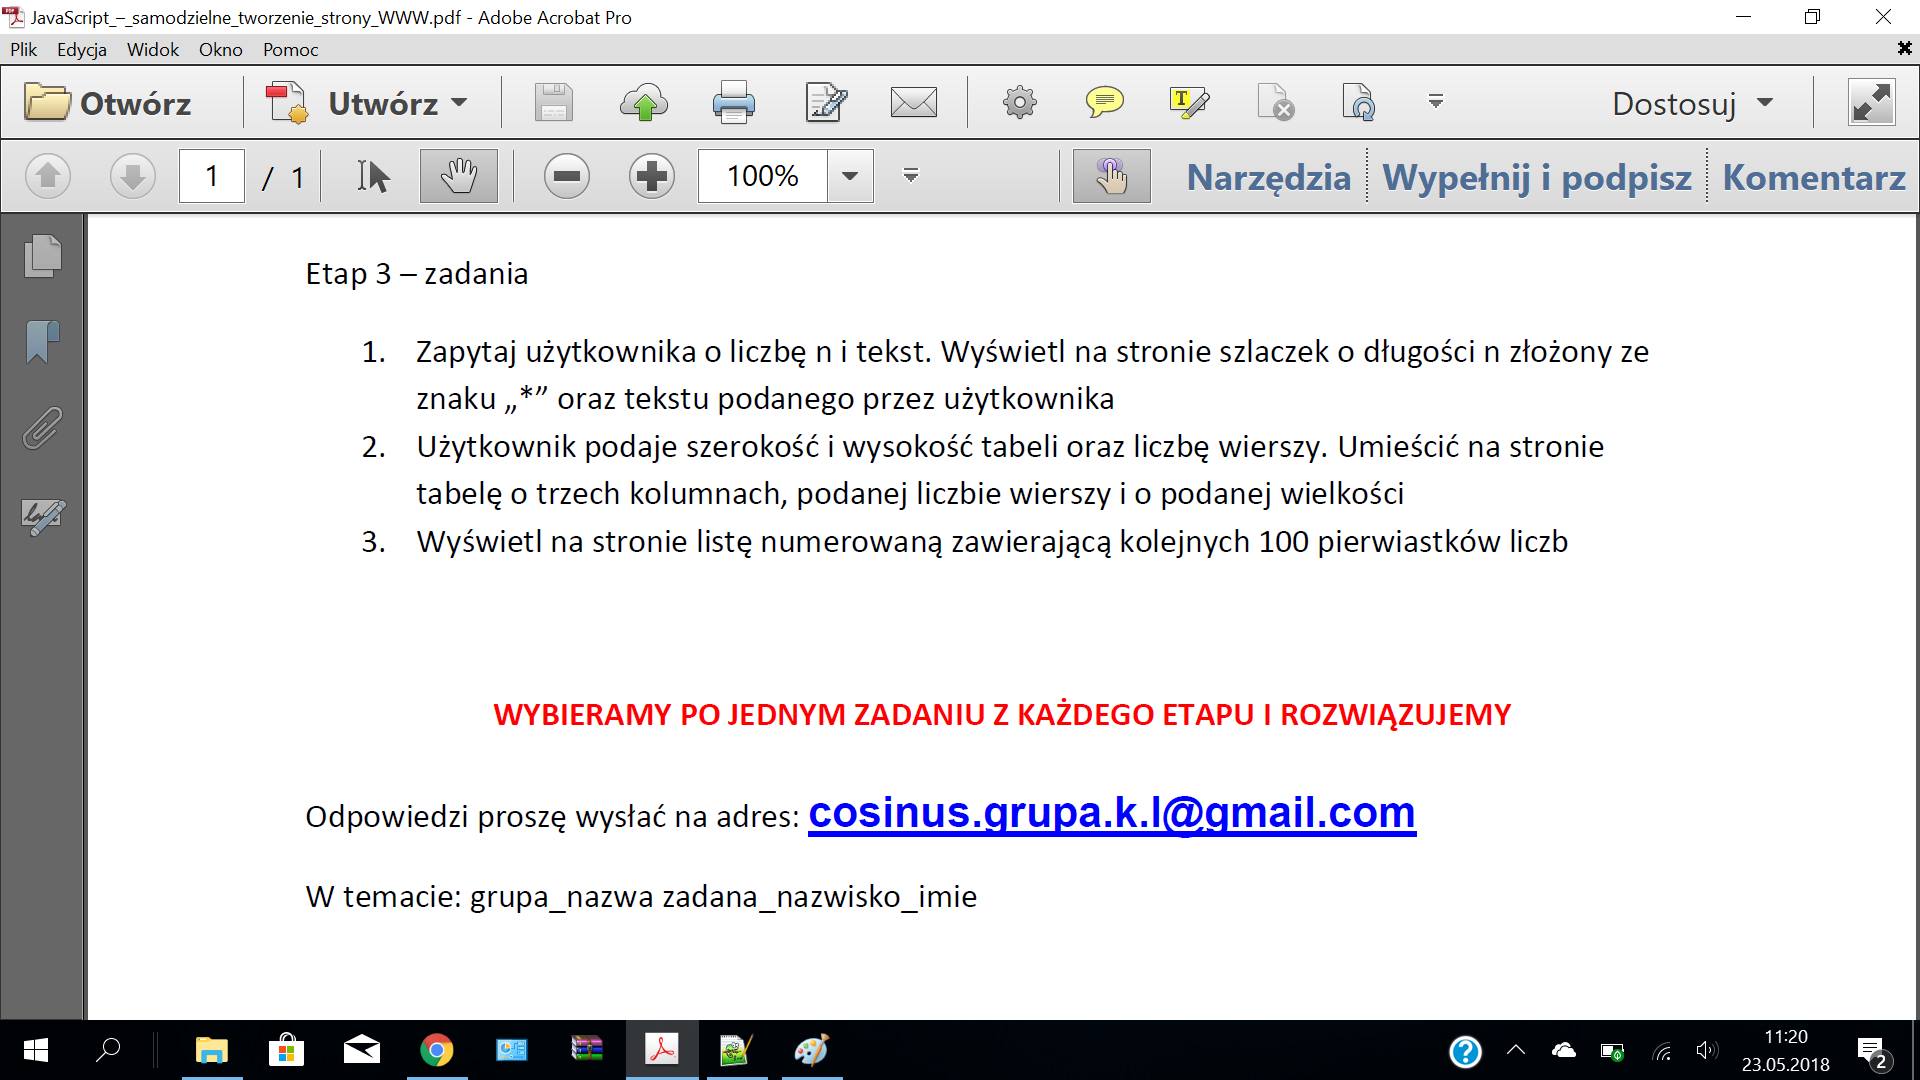 JavaScript_–_samodzielne_tworzenie_strony_WWW.pdf - Adobe Acrobat Pro
Plik Edycja Widok Okno Pomoc
Otwórz Utwórz Dostosuj
1 / 1 100% Narzędzia Wypełnij i podpisz Komentarz
Etap 3 – zadania
1. Zapytaj użytkownika o liczbę n i tekst. Wyświetl na stronie szlaczek o długości n złożony ze
znaku „*” oraz tekstu podanego przez użytkownika
2. Użytkownik podaje szerokość i wysokość tabeli oraz liczbę wierszy. Umieścić na stronie
tabelę o trzech kolumnach, podanej liczbie wierszy i o podanej wielkości
3. Wyświetl na stronie listę numerowaną zawierającą kolejnych 100 pierwiastków liczb
WYBIERAMY PO JEDNYM ZADANIU Z KAŻDEGO ETAPU I ROZWIĄZUJEMY
Odpowiedzi proszę wysłać na adres: cosinus.grupa.k.l@gmail.com
W temacie: grupa_nazwa zadana_nazwisko_imie
11:20
23.05.2018
2